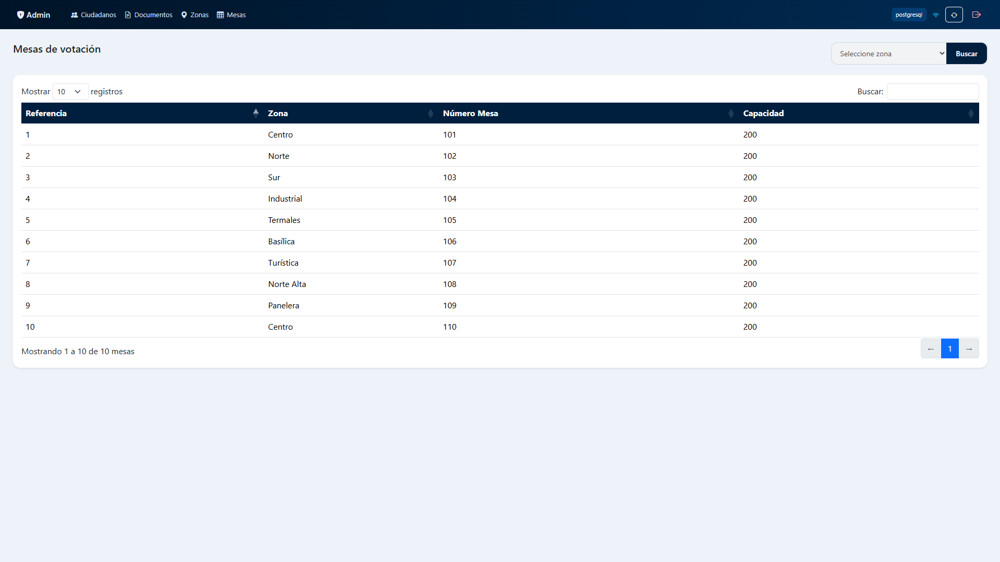 Admin Ciudadanos Documentos Zonas Mesas postgresql
Mesas de votación
Seleccione zona Buscar
Mostrar 10 registros Buscar:
Referencia Zona Número Mesa Capacidad
1 Centro 101 200
2 Norte 102 200
3 Sur 103 200
4 Industrial 104 200
5 Termales 105 200
6 Basílica 106 200
7 Turística 107 200
8 Norte Alta 108 200
9 Panelera 109 200
10 Centro 110 200
Mostrando 1 a 10 de 10 mesas ← 1 →